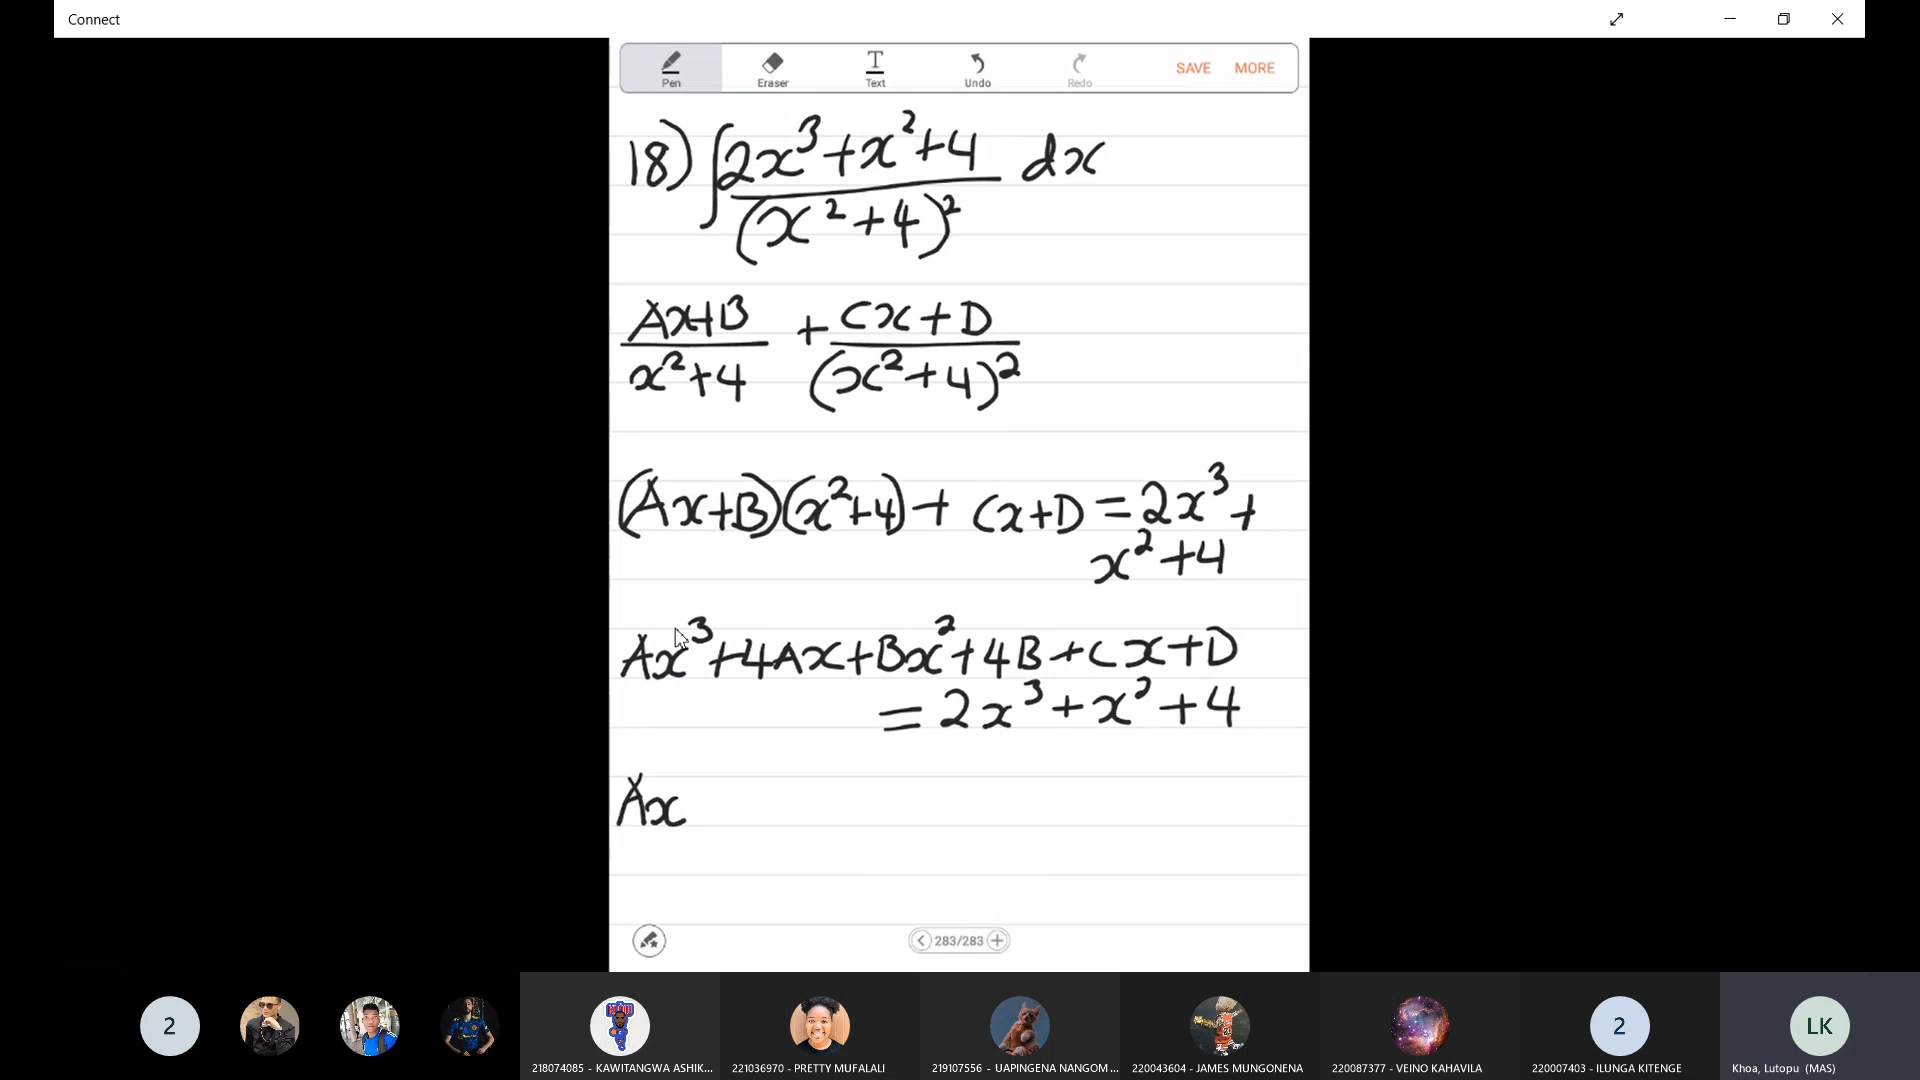 Connect
Pen Eraser Text Undo Redo SAVE MORE
18) ∫ 2x³+x²+4 dx
(x²+4)²
Ax+B + Cx+D
x²+4 (x²+4)²
(Ax+B)(x²+4)+ Cx+D = 2x³+
x²+4
Ax³+4Ax+Bx²+4B+Cx+D
= 2x³+x²+4
Ax
283/283
2
2
LK
218074085 - KAWITANGWA ASHIK...
221036970 - PRETTY MUFALALI
219107556 - UAPINGENA NANGOM ...
220043604 - JAMES MUNGONENA
220087377 - VEINO KAHAVILA
220007403 - ILUNGA KITENGE
Khoa, Lutopu (MAS)